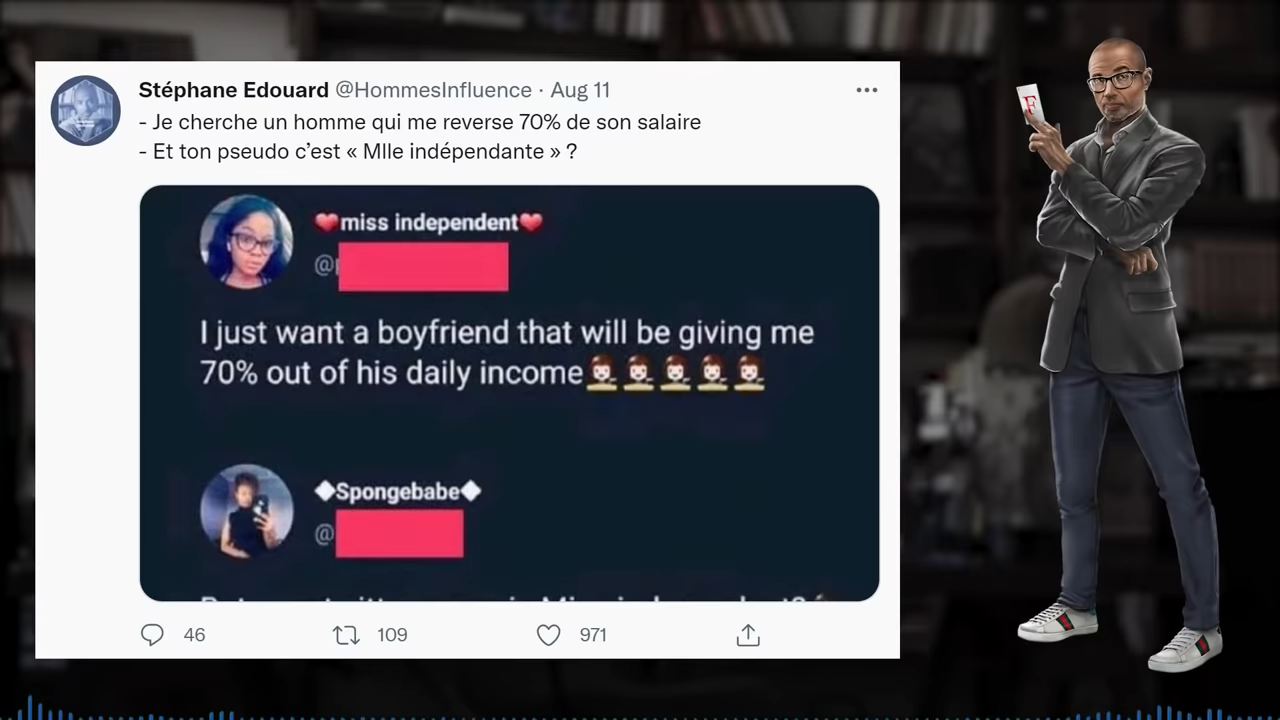 Stéphane Edouard @HommesInfluence · Aug 11
- Je cherche un homme qui me reverse 70% de son salaire
- Et ton pseudo c’est « Mlle indépendante » ?
❤️miss independent❤️
@
I just want a boyfriend that will be giving me
70% out of his daily income
◆Spongebabe◆
@
46 109 971
F